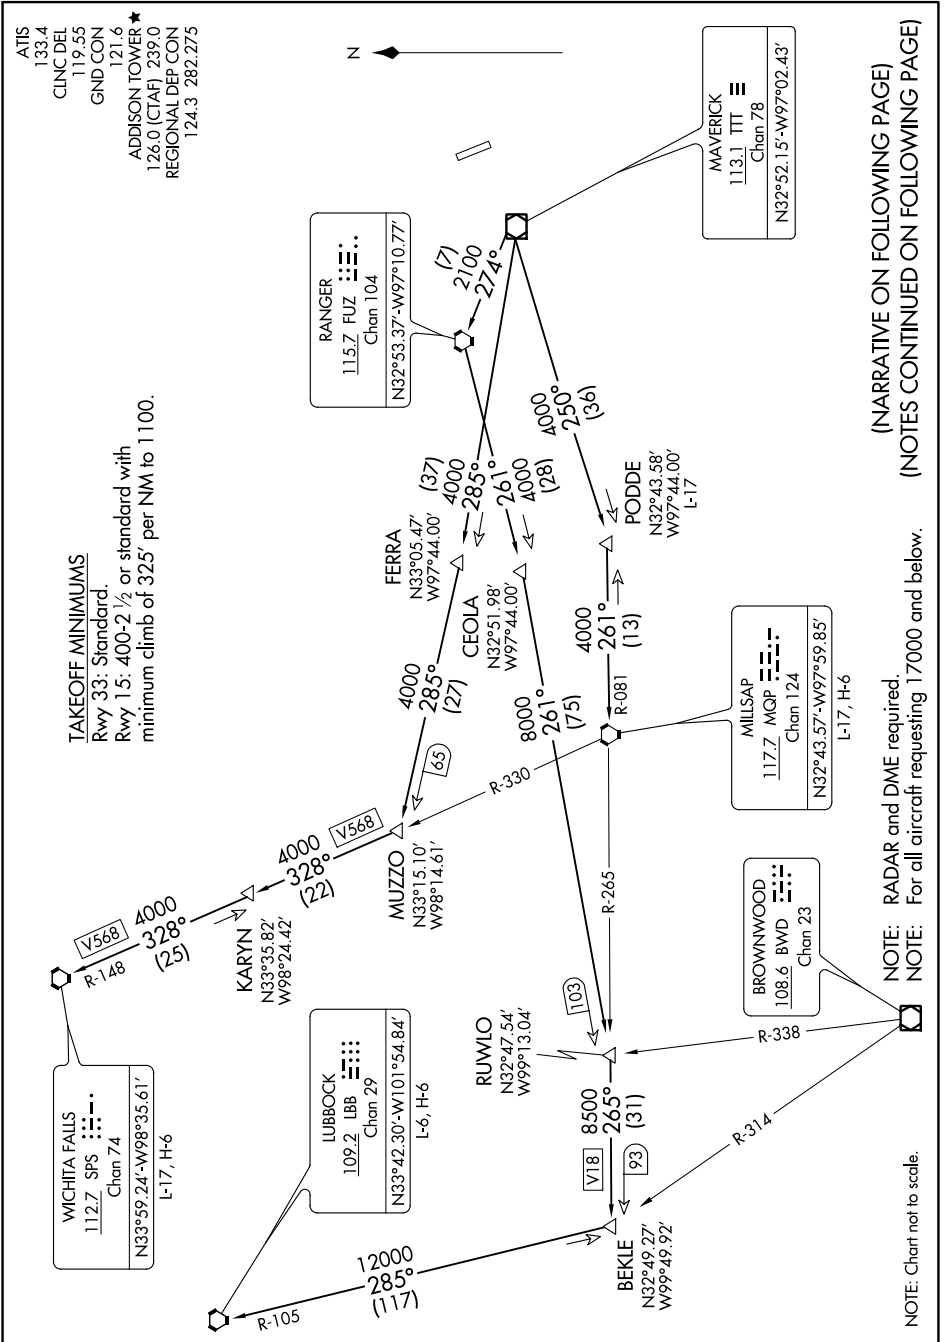 ATIS
133.4
CLNC DEL
119.55
GND CON
121.6
ADDISON TOWER★
126.0 (CTAF) 239.0
REGIONAL DEP CON
124.3 282.275
TAKEOFF MINIMUMS
Rwy 33: Standard.
Rwy 15: 400-2 ½ or standard with
minimum climb of 325' per NM to 1100.
N
WICHITA FALLS
112.7 SPS
Chan 74
N33°59.24'-W98°35.61'
L-17, H-6
R-148
V568
4000
328°
(25)
KARYN
N33°35.82'
W98°24.42'
4000
328°
(22)
V568
MUZZO
N33°15.10'
W98°14.61'
65
4000
285°
(27)
FERRA
N33°05.47'
W97°44.00'
(37)
4000
285°
RANGER
115.7 FUZ
Chan 104
N32°53.37'-W97°10.77'
(7)
2100
274°
261°
4000
(28)
CEOLA
N32°51.98'
W97°44.00'
8000
261°
(75)
4000
250°
(36)
PODDE
N32°43.58'
W97°44.00'
L-17
4000
261°
(13)
R-081
R-330
R-265
MAVERICK
113.1 TTT
Chan 78
N32°52.15'-W97°02.43'
MILLSAP
117.7 MQP
Chan 124
N32°43.57'-W97°59.85'
L-17, H-6
LUBBOCK
109.2 LBB
Chan 29
N33°42.30'-W101°54.84'
L-6, H-6
R-105
12000
285°
(117)
RUWLO
N32°47.54'
W99°13.04'
103
8500
265°
(31)
V18
93
BEKLE
N32°49.27'
W99°49.92'
R-338
R-314
BROWNWOOD
108.6 BWD
Chan 23
(NARRATIVE ON FOLLOWING PAGE)
(NOTES CONTINUED ON FOLLOWING PAGE)
NOTE: RADAR and DME required.
NOTE: For all aircraft requesting 17000 and below.
NOTE: Chart not to scale.